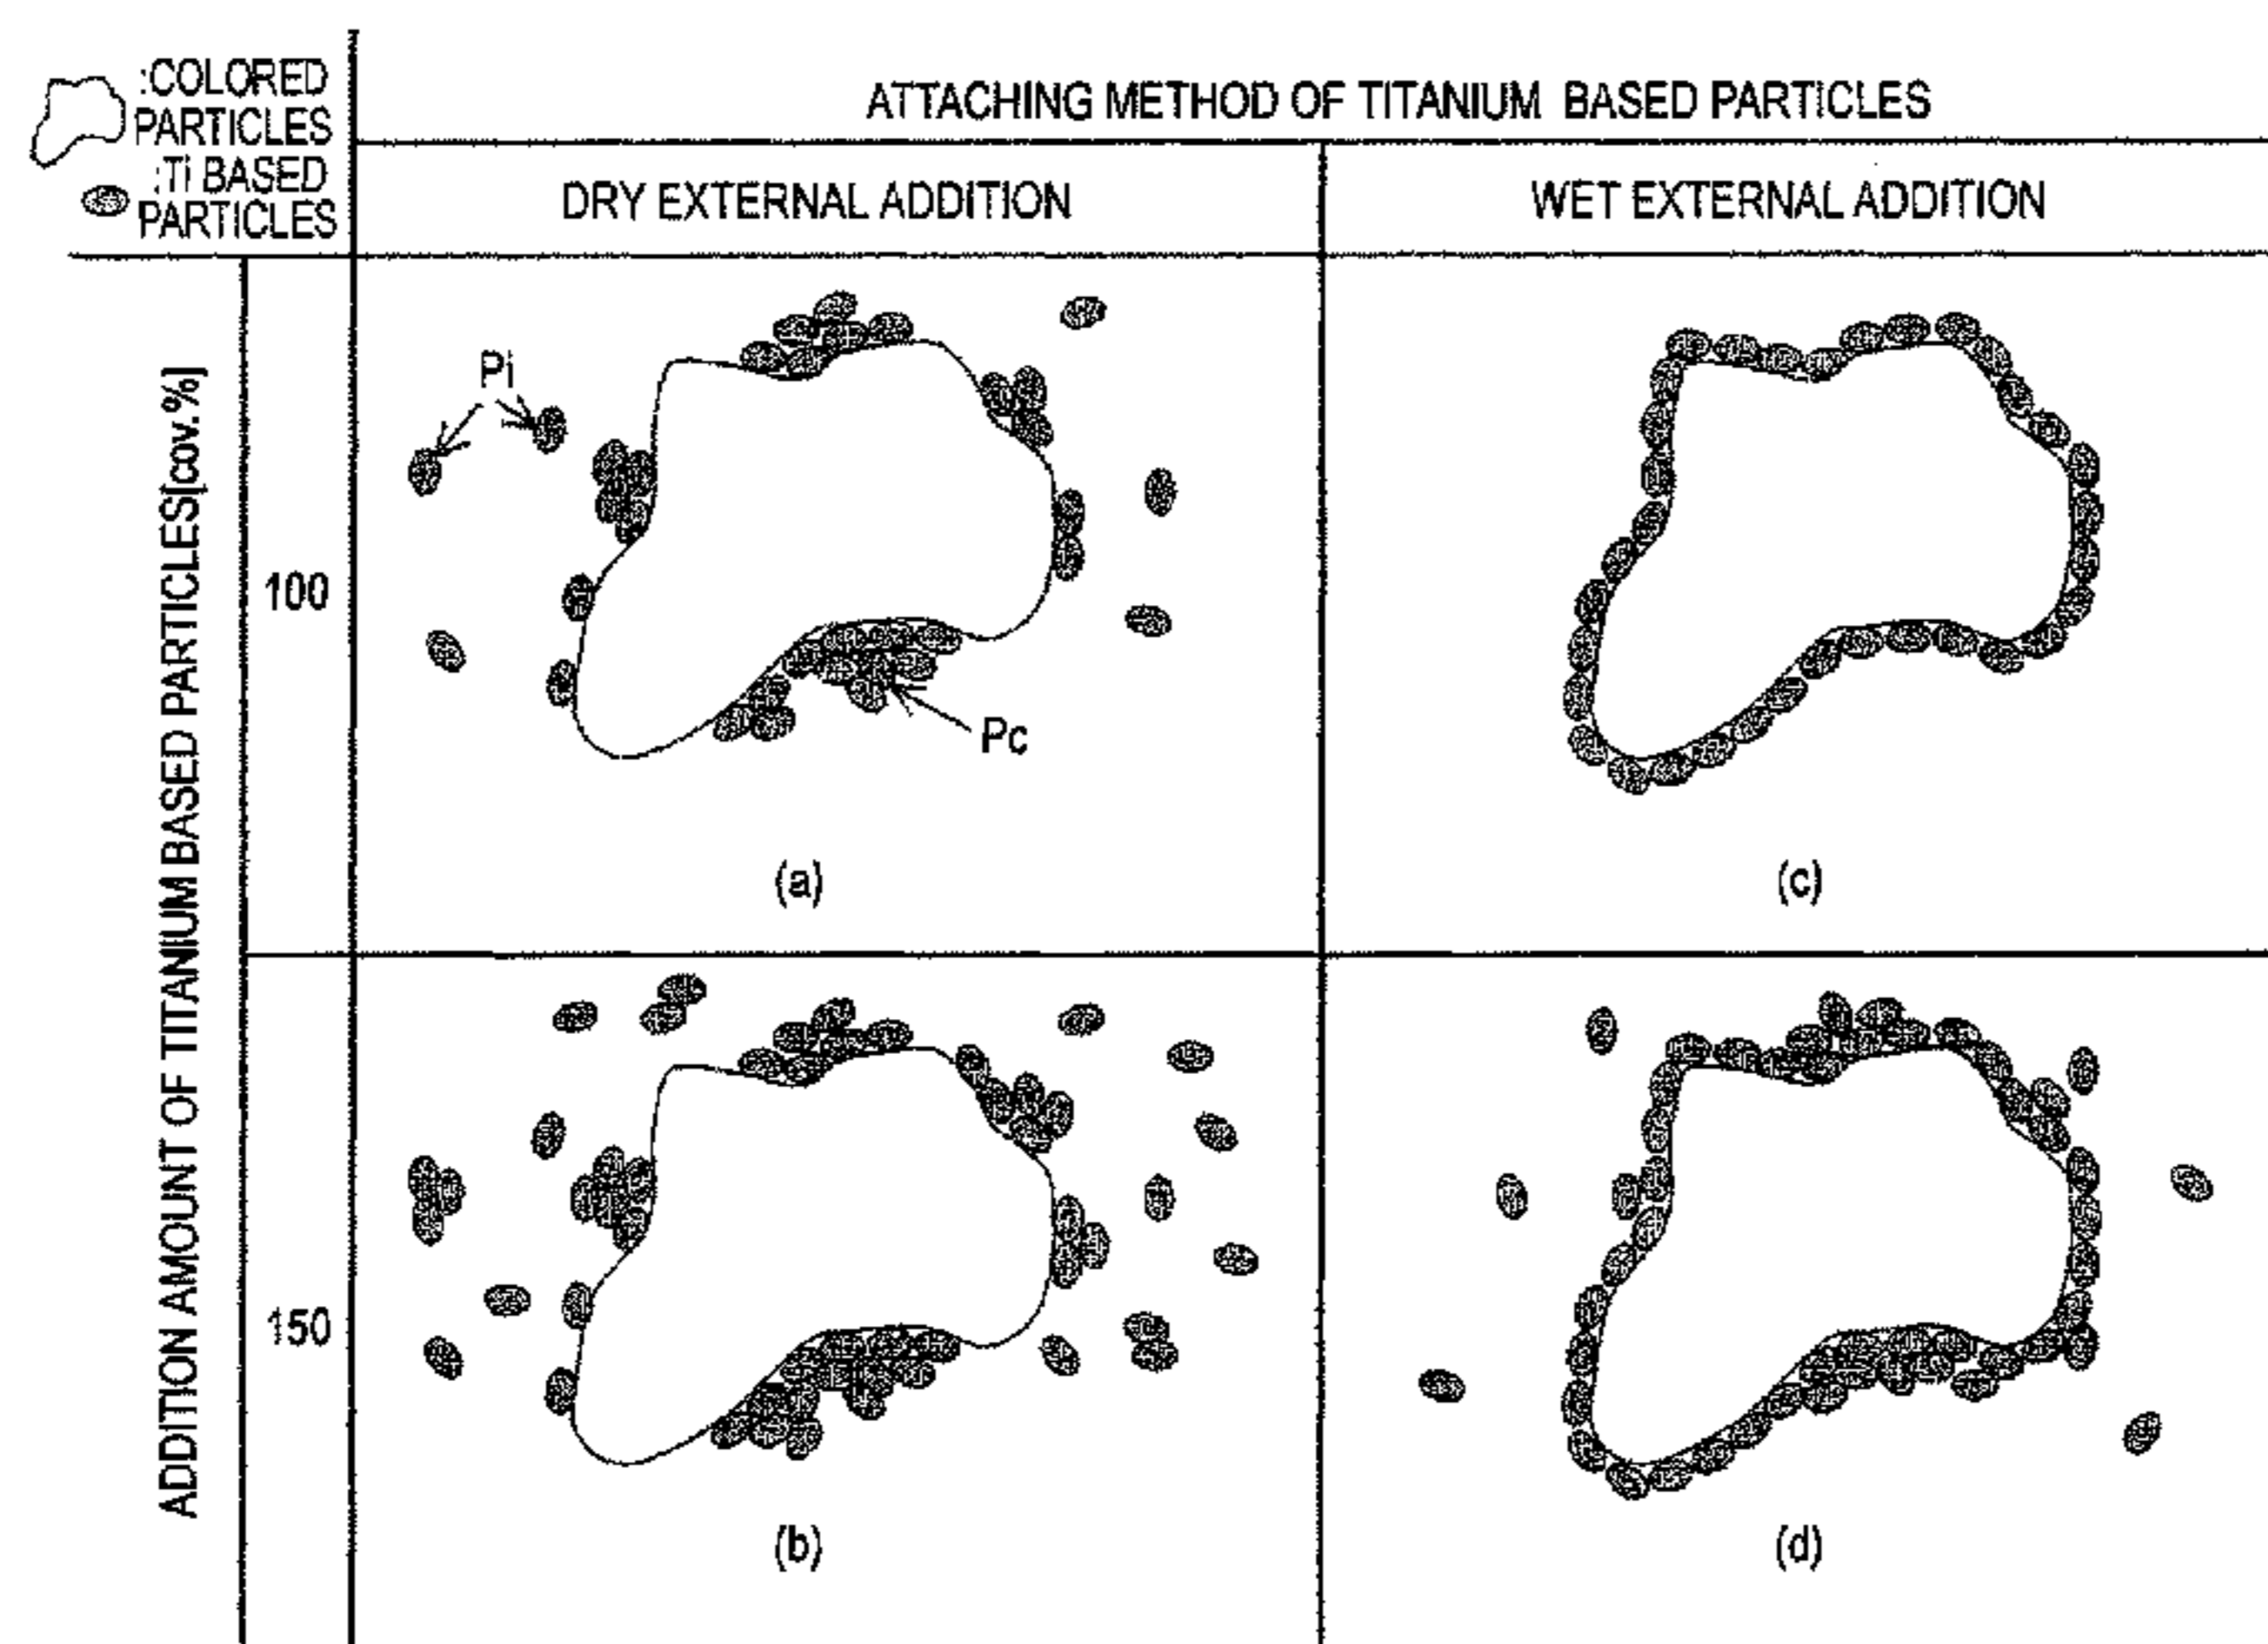 :COLORED
PARTICLES
:Ti BASED
PARTICLES
ATTACHING METHOD OF TITANIUM BASED PARTICLES
DRY EXTERNAL ADDITION
WET EXTERNAL ADDITION
ADDITION AMOUNT OF TITANIUM BASED PARTICLES[cov.%]
100
Pi
Pc
(a)
(c)
150
(b)
(d)